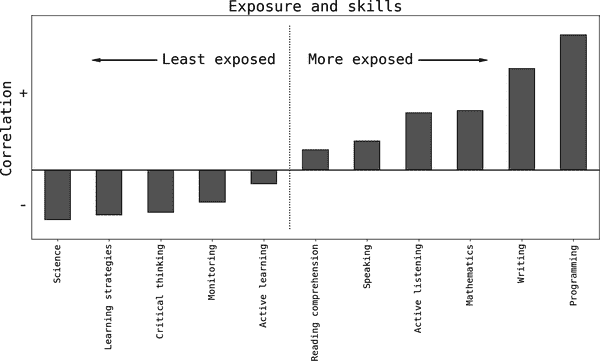 Exposure and skills
Least exposed
More exposed
Correlation
+
-
Science
Learning strategies
Critical thinking
Monitoring
Active learning
Reading comprehension
Speaking
Active listening
Mathematics
Writing
Programming